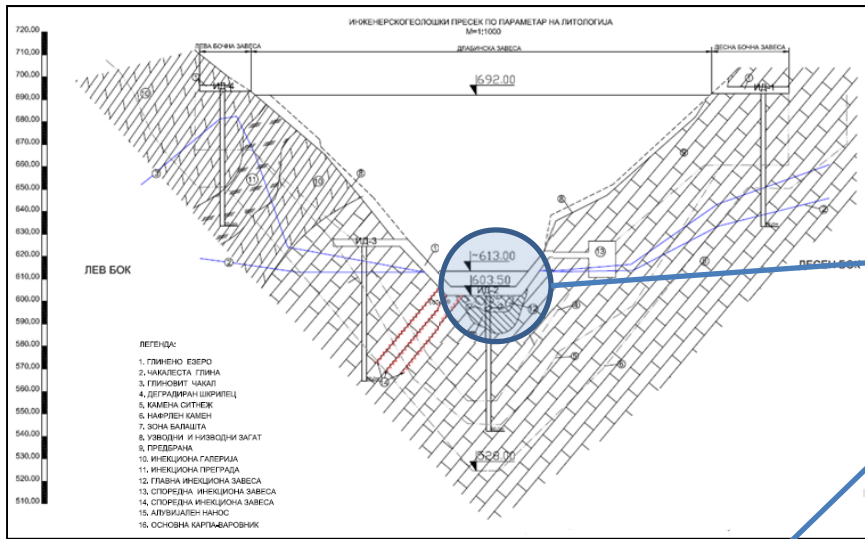 ИНЖЕНЕРСКОГЕОЛОШКИ ПРЕСЕК ПО ПАРАМЕТАР НА ЛИТОЛОГИЈА
М=1:1000
ЛЕВА БОЧНА ЗАВЕСА
ДЛАБИНСКА ЗАВЕСА
ДЕСНА БОЧНА ЗАВЕСА
720,00
710,00
700,00
690,00
680,00
670,00
660,00
650,00
640,00
630,00
620,00
610,00
600,00
590,00
580,00
570,00
560,00
550,00
540,00
530,00
520,00
510,00
692.00
ИД-4
ИД-1
ИД-3
~613.00
603.50
ИД-2
528.00
13
ЛЕВ БОК
ДЕСЕН БОК
ЛЕГЕНДА:
1. ГЛИНЕНО ЕЗЕРО
2. ЧАКАЛЕСТА ГЛИНА
3. ГЛИНОВИТ ЧАКАЛ
4. ДЕГРАДИРАН ШКРИЛЕЦ
5. КАМЕНА СИТНЕЖ
6. НАФРЛЕН КАМЕН
7. ЗОНА БАЛАШТА
8. УЗВОДНИ И НИЗВОДНИ ЗАГАТ
9. ПРЕДБРАНА
10. ИНЕКЦИОНА ГАЛЕРИЈА
11. ИНЕКЦИОНА ПРЕГРАДА
12. ГЛАВНА ИНЕКЦИОНА ЗАВЕСА
13. СПОРЕДНА ИНЕКЦИОНА ЗАВЕСА
14. СПОРЕДНА ИНЕКЦИОНА ЗАВЕСА
15. АЛУВИЈАЛЕН НАНОС
16. ОСНОВНА КАРПА-ВАРОВНИК